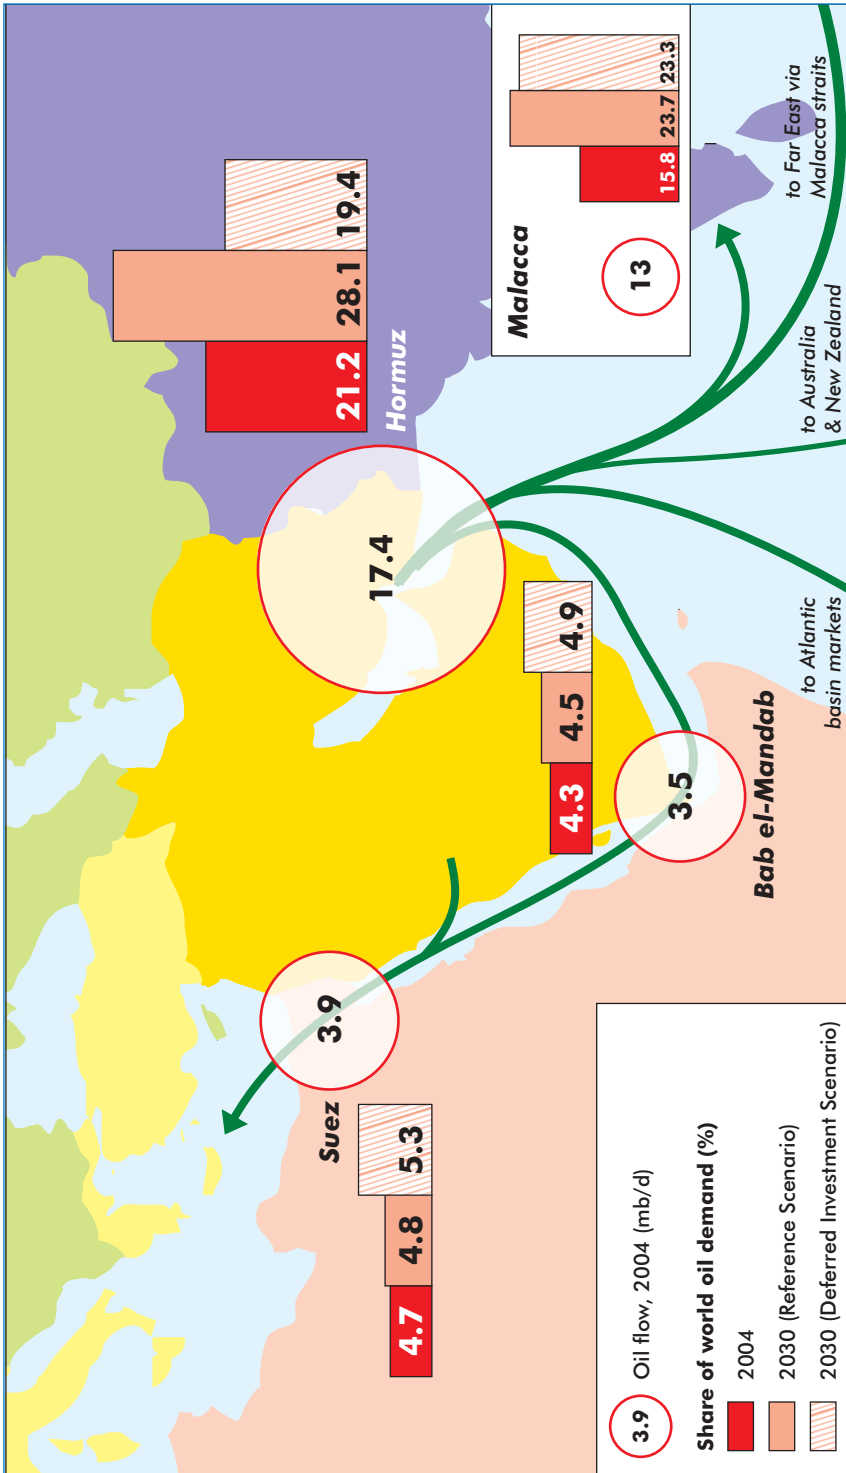 Suez
3.9
4.7
4.8
5.3
Hormuz
17.4
21.2
28.1
19.4
Bab el-Mandab
3.5
4.3
4.5
4.9
Malacca
13
15.8
23.7
23.3
to Atlantic
basin markets
to Australia
& New Zealand
to Far East via
Malacca straits
3.9 Oil flow, 2004 (mb/d)
Share of world oil demand (%)
2004
2030 (Reference Scenario)
2030 (Deferred Investment Scenario)